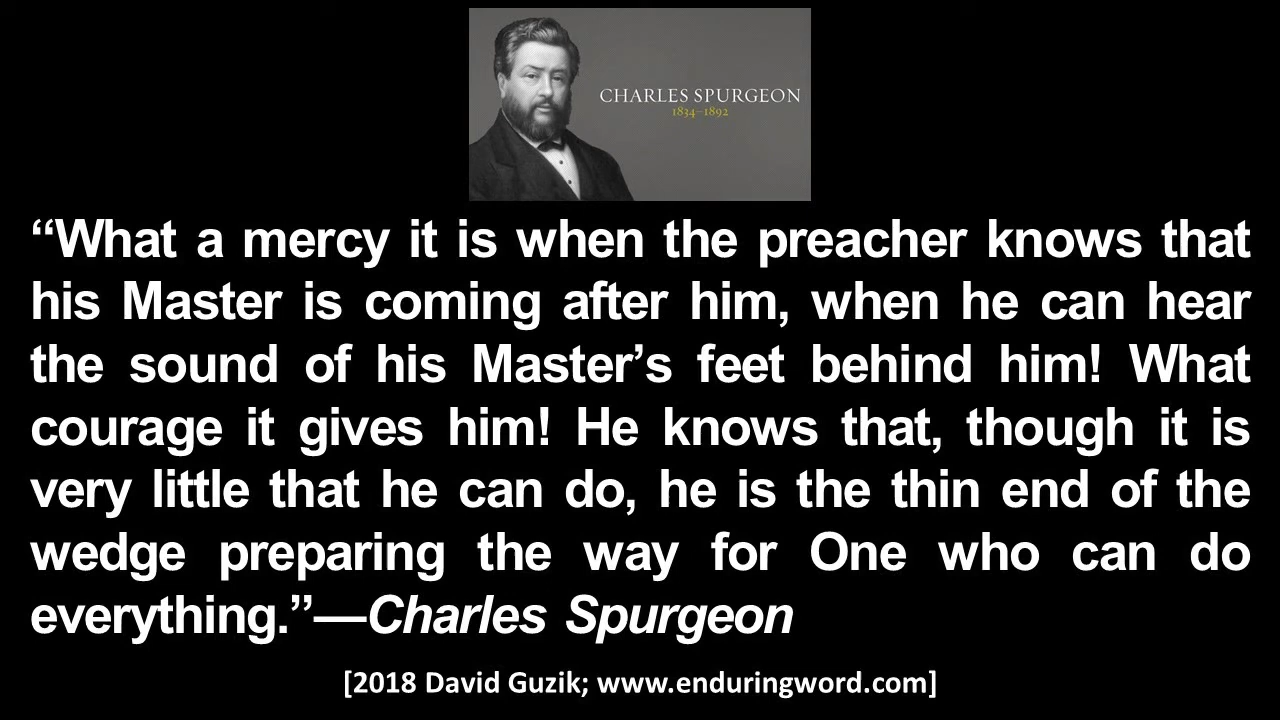 CHARLES SPURGEON
1834–1892
“What a mercy it is when the preacher knows that
his Master is coming after him, when he can hear
the sound of his Master’s feet behind him! What
courage it gives him! He knows that, though it is
very little that he can do, he is the thin end of the
wedge preparing the way for One who can do
everything.”—Charles Spurgeon
[2018 David Guzik; www.enduringword.com]